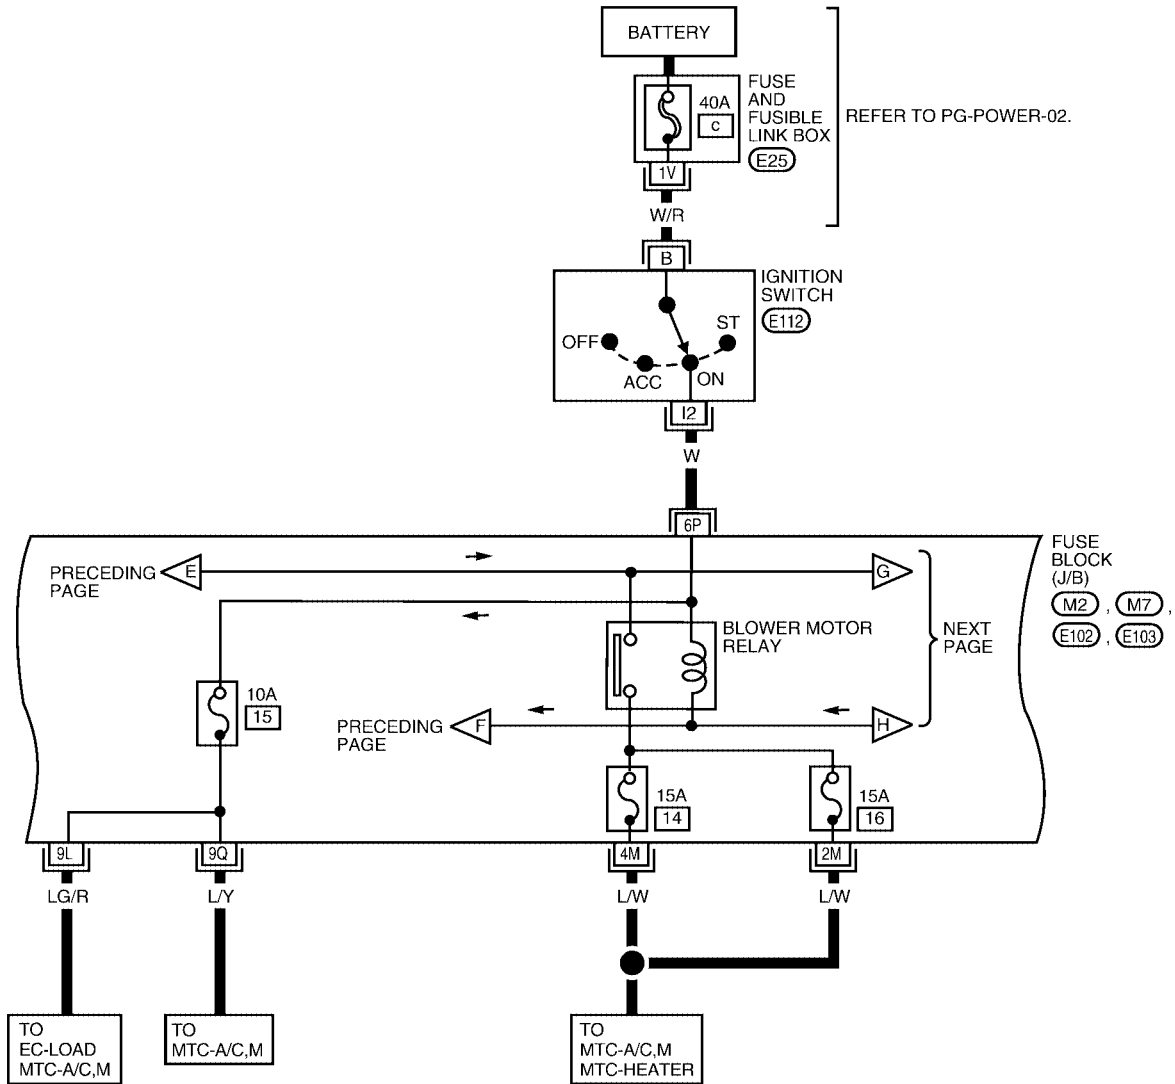 BATTERY
40A
c
FUSE
AND
FUSIBLE
LINK BOX
E25
REFER TO PG-POWER-02.
1V
W/R
B
IGNITION
SWITCH
E112
OFF
ACC
ON
ST
I2
W
6P
PRECEDING
PAGE
E
G
FUSE
BLOCK
(J/B)
M2 , M7 ,
E102 , E103
BLOWER MOTOR
RELAY
NEXT
PAGE
10A
15
PRECEDING
PAGE
F
H
15A
14
15A
16
9L
9Q
4M
2M
LG/R
L/Y
L/W
L/W
TO
EC-LOAD
MTC-A/C,M
TO
MTC-A/C,M
TO
MTC-A/C,M
MTC-HEATER